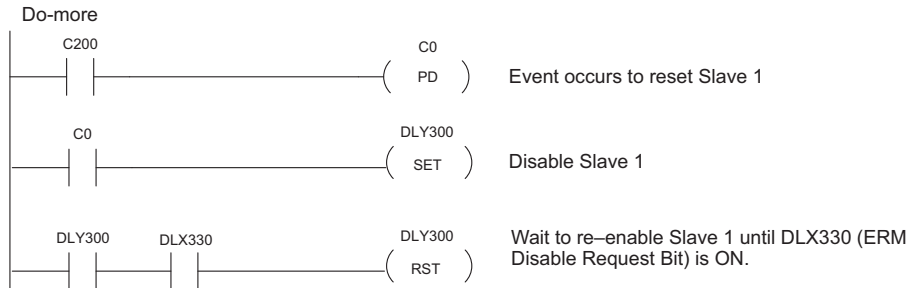 Do-more
C200
C0
PD
Event occurs to reset Slave 1
C0
DLY300
SET
Disable Slave 1
DLY300
DLX330
DLY300
RST
Wait to re–enable Slave 1 until DLX330 (ERM
Disable Request Bit) is ON.